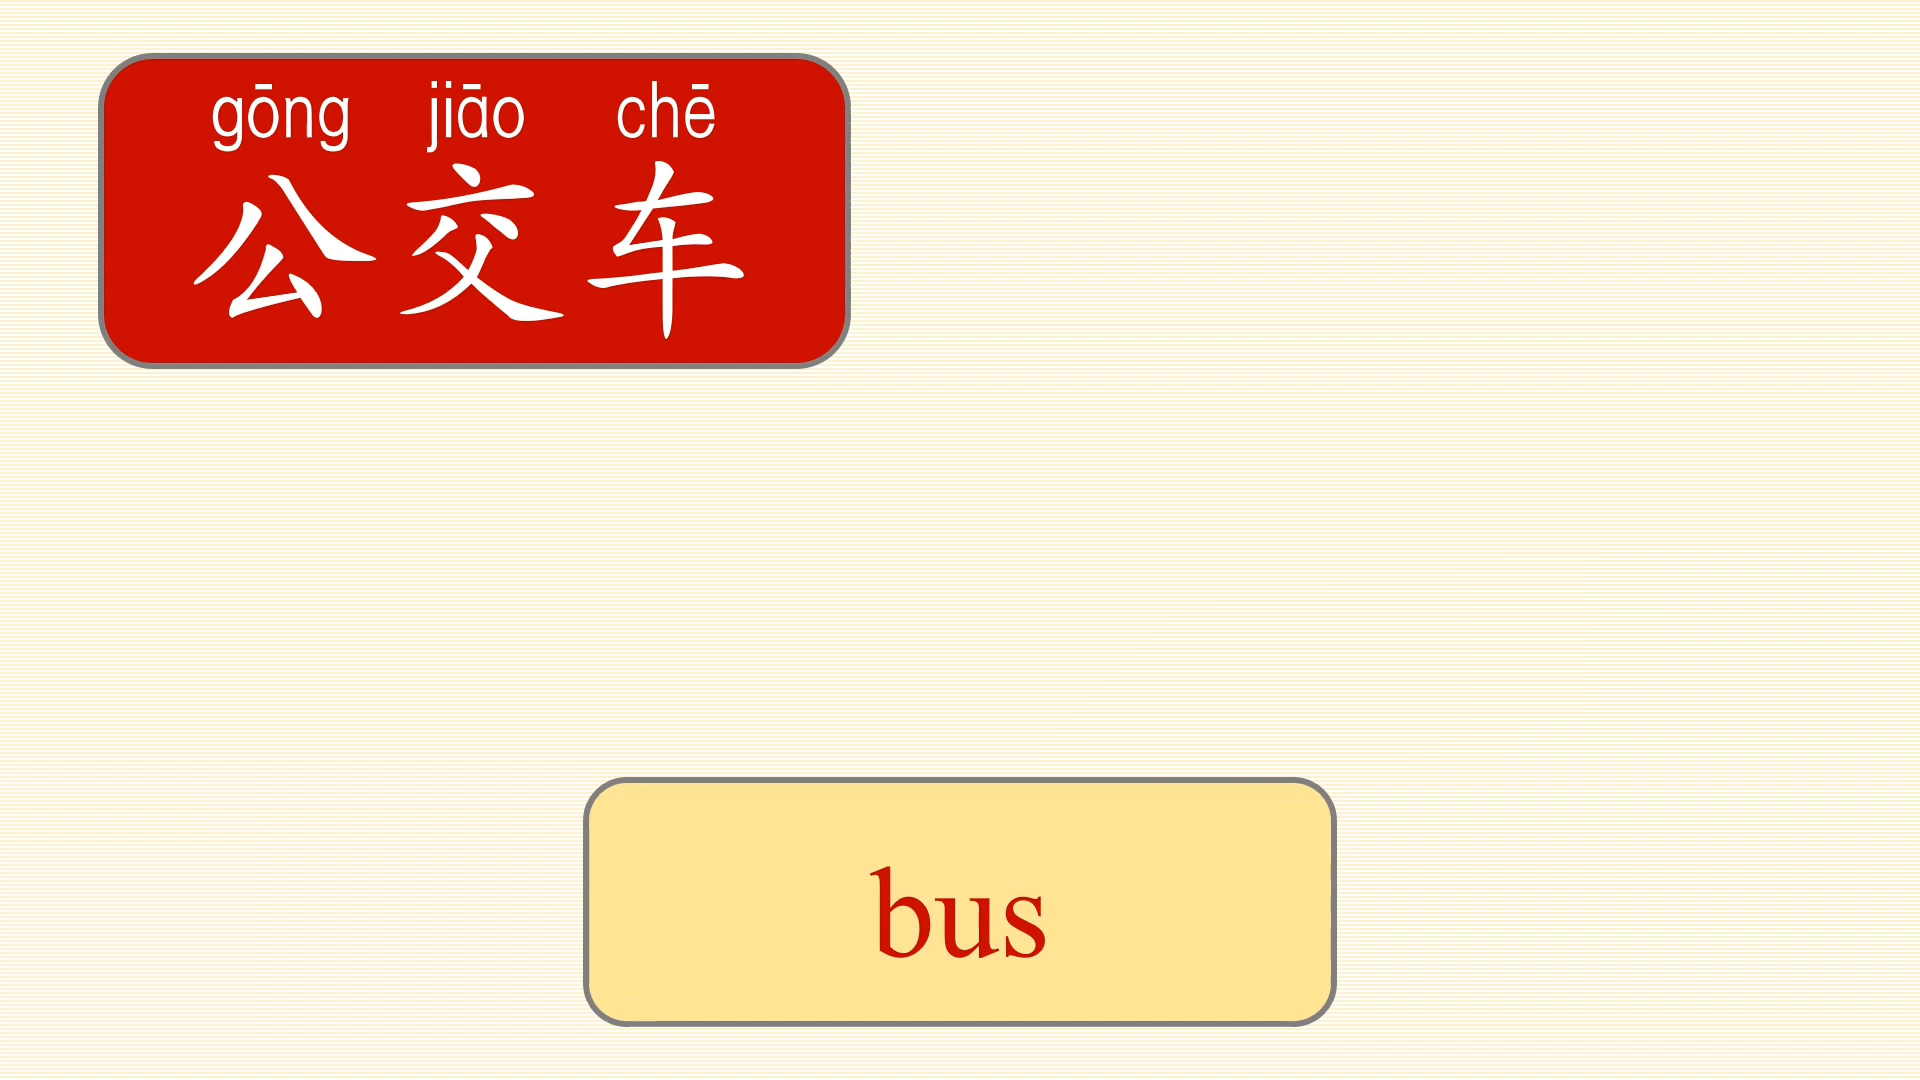 gōng jiāo chē
公交车
bus